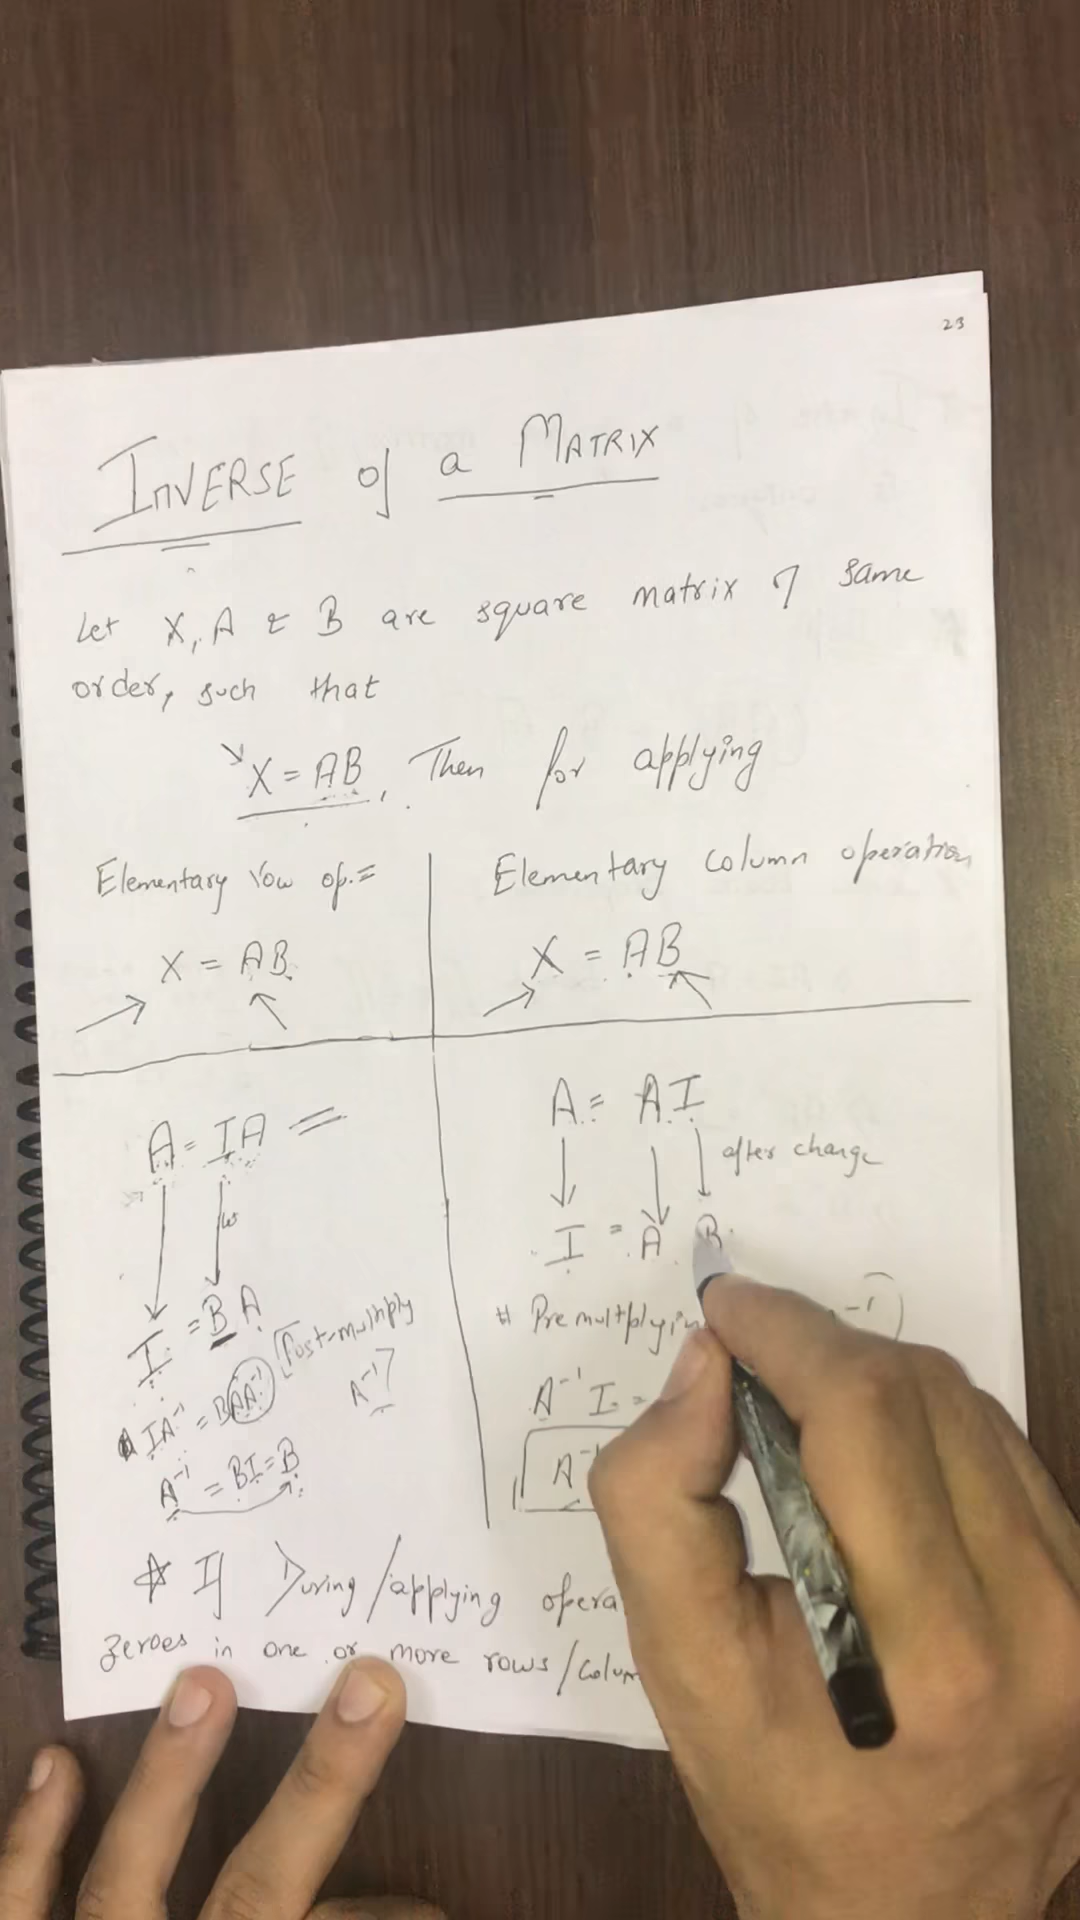 23
INVERSE of a MATRIX
Let X, A & B are square matrix of same
order, such that
X = AB, Then for applying
Elementary row op.=
X = AB
Elementary column operation
X = AB
A = IA
I = BA
Post-multiply
A⁻¹
IA⁻¹ = BAA⁻¹
A⁻¹ = BI = B
A = AI
after change
I = A B
# Premultplyin
A⁻¹ I =
A⁻¹
☆ If During/applying opera
zeroes in one or more rows/colum